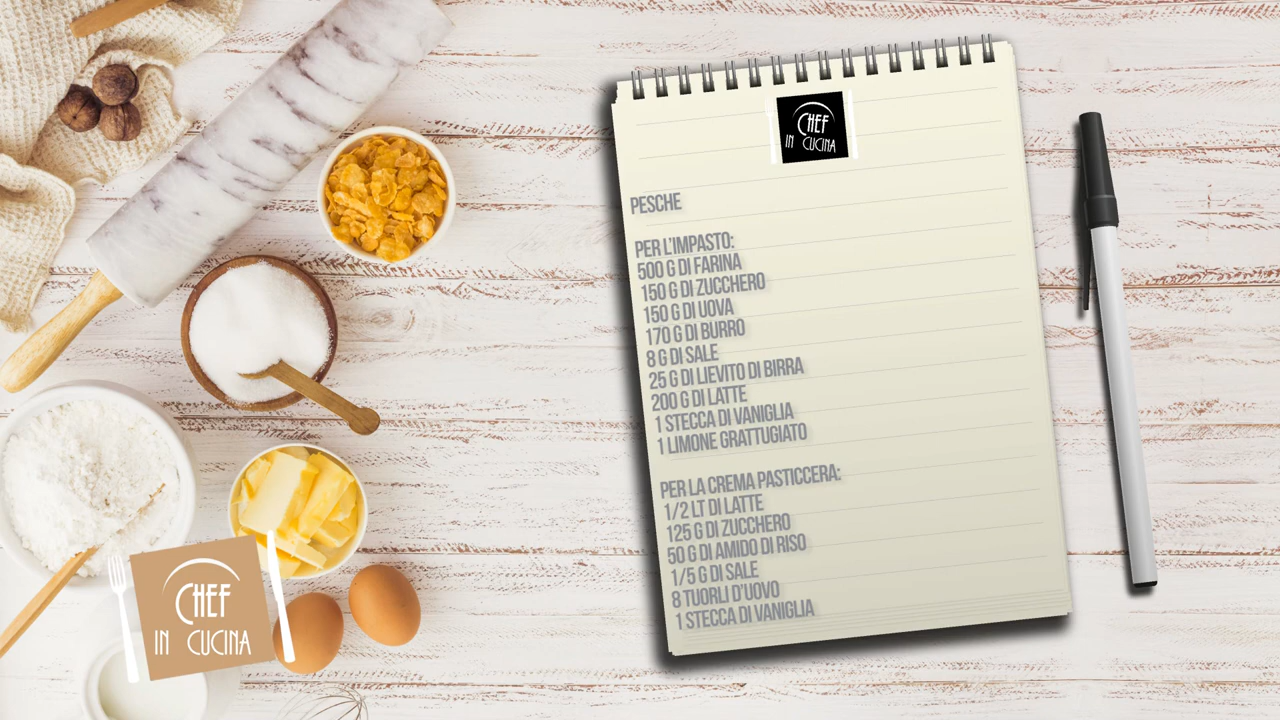 CHEF
IN CUCINA
PESCHE
PER L'IMPASTO:
500 G DI FARINA
150 G DI ZUCCHERO
150 G DI UOVA
170 G DI BURRO
8 G DI SALE
25 G DI LIEVITO DI BIRRA
200 G DI LATTE
1 STECCA DI VANIGLIA
1 LIMONE GRATTUGIATO
PER LA CREMA PASTICCERA:
1/2 LT DI LATTE
125 G DI ZUCCHERO
50 G DI AMIDO DI RISO
1/5 G DI SALE
8 TUORLI D'UOVO
1 STECCA DI VANIGLIA
CHEF
IN CUCINA